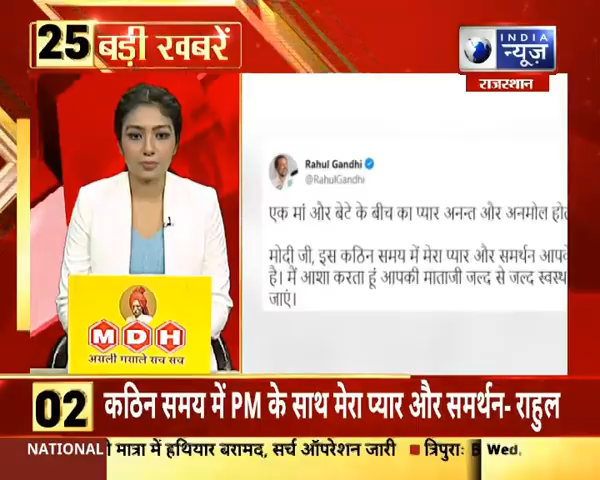 25 बड़ी खबरें
INDIA
न्यूज़
राजस्थान
Rahul Gandhi
@RahulGandhi
एक मां और बेटे के बीच का प्यार अनन्त और अनमोल
मोदी जी, इस कठिन समय में मेरा प्यार और समर्थन
है। मैं आशा करता हूं आपकी माताजी जल्द से जल्द
जाएं।
MDH
असली मसाले सच सच
02 कठिन समय में PM के साथ मेरा प्यार और समर्थन- राहुल
NATIONAL मात्रा में हथियार बरामद, सर्च ऑपरेशन जारी त्रिपुराः Wed.